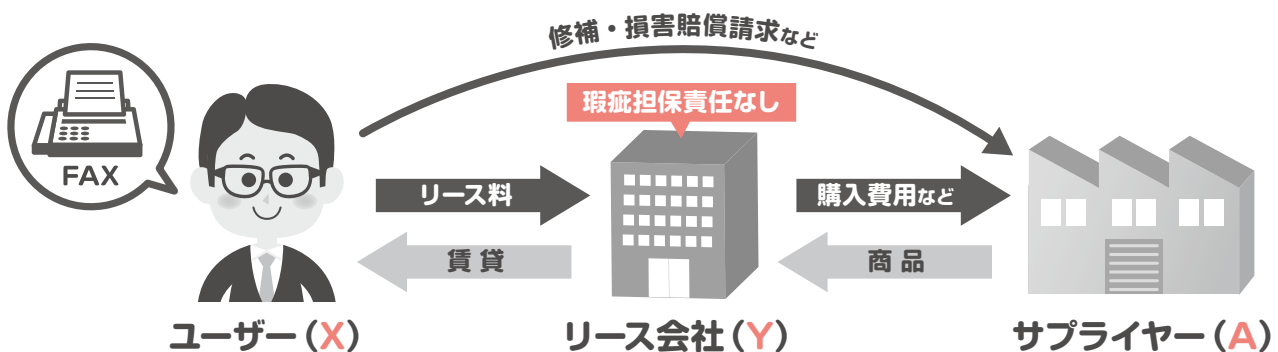 修補・損害賠償請求など
瑕疵担保責任なし
FAX
リース料
購入費用など
賃貸
商品
ユーザー(X)
リース会社(Y)
サプライヤー(A)